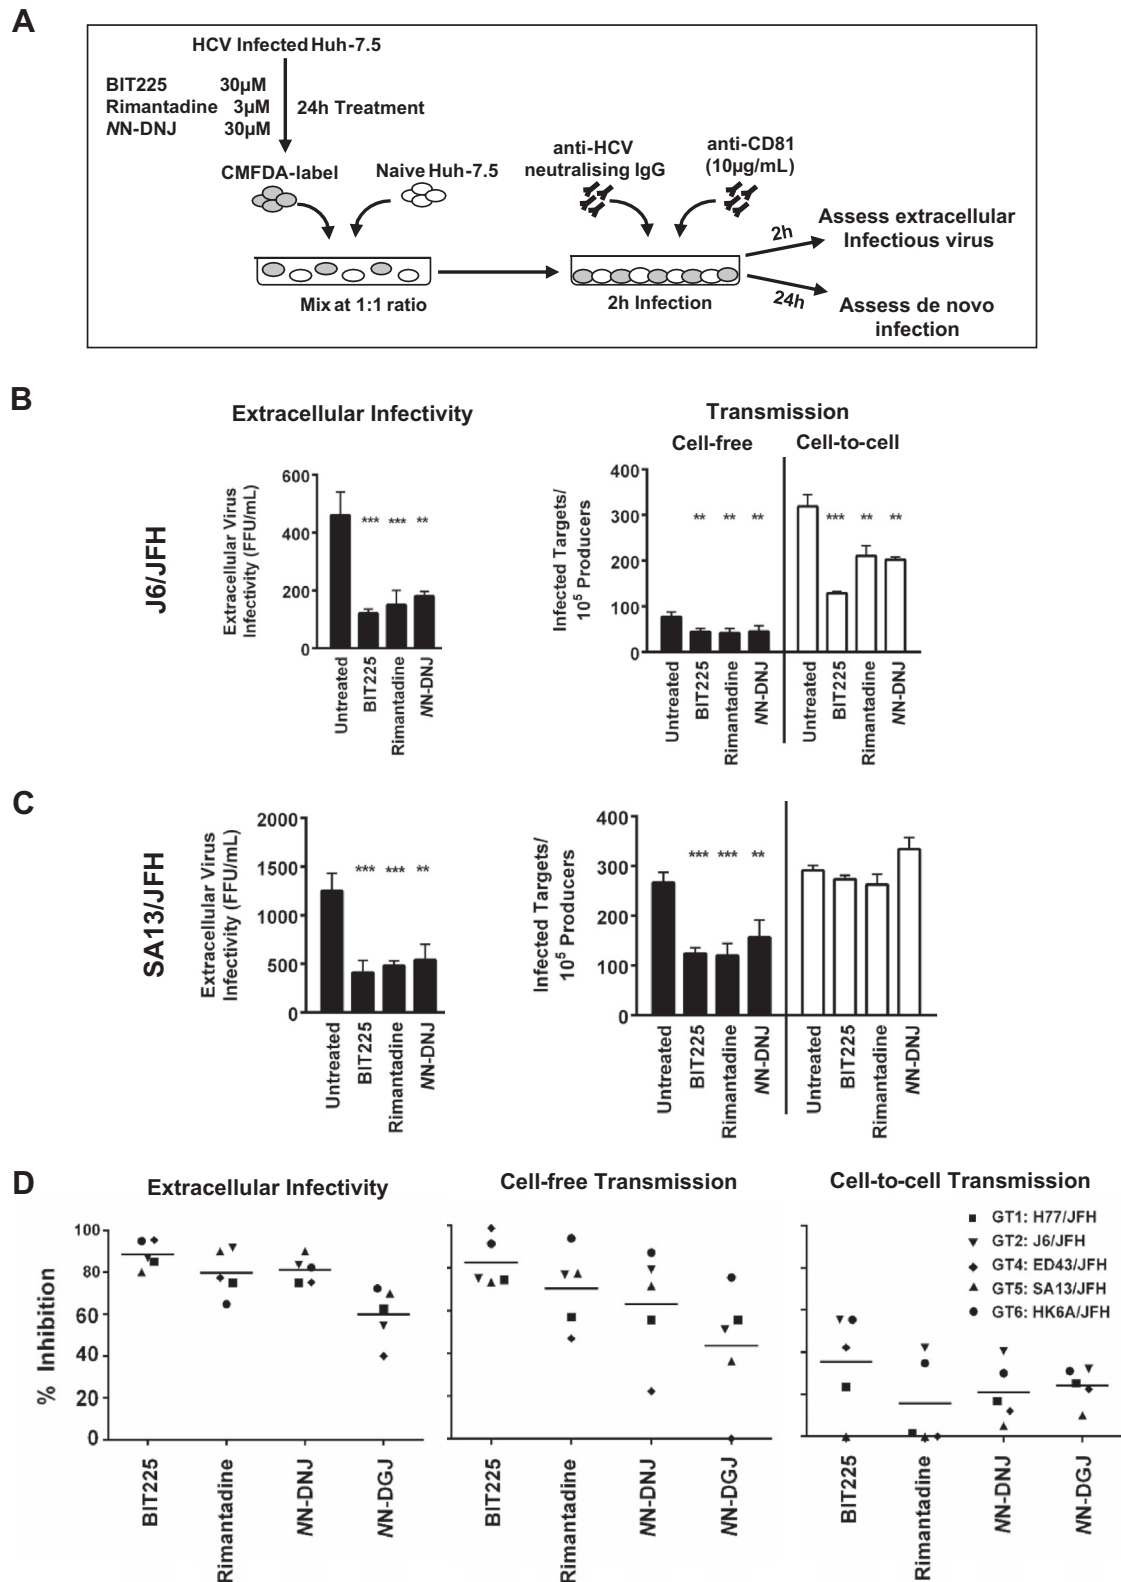 A
HCV Infected Huh-7.5
BIT225 30µM
Rimantadine 3µM
NN-DNJ 30µM
24h Treatment
CMFDA-label
Naive Huh-7.5
anti-HCV
neutralising IgG
anti-CD81
(10µg/mL)
Mix at 1:1 ratio
2h Infection
2h
24h
Assess extracellular
Infectious virus
Assess de novo
infection
B
Extracellular Infectivity
Transmission
Cell-free
Cell-to-cell
J6/JFH
Extracellular Virus
Infectivity (FFU/mL)
600
400
200
0
*** *** **
Untreated
BIT225
Rimantadine
NN-DNJ
Infected Targets/
10⁵ Producers
400
300
200
100
0
** ** **
*** ** **
Untreated
BIT225
Rimantadine
NN-DNJ
Untreated
BIT225
Rimantadine
NN-DNJ
C
SA13/JFH
Extracellular Virus
Infectivity (FFU/mL)
2000
1500
1000
500
0
*** *** **
Untreated
BIT225
Rimantadine
NN-DNJ
Infected Targets/
10⁵ Producers
400
300
200
100
0
*** *** **
Untreated
BIT225
Rimantadine
NN-DNJ
Untreated
BIT225
Rimantadine
NN-DNJ
D
Extracellular Infectivity
Cell-free Transmission
Cell-to-cell Transmission
% Inhibition
100
80
60
40
20
0
GT1: H77/JFH
GT2: J6/JFH
GT4: ED43/JFH
GT5: SA13/JFH
GT6: HK6A/JFH
BIT225
Rimantadine
NN-DNJ
NN-DGJ
BIT225
Rimantadine
NN-DNJ
NN-DGJ
BIT225
Rimantadine
NN-DNJ
NN-DGJ